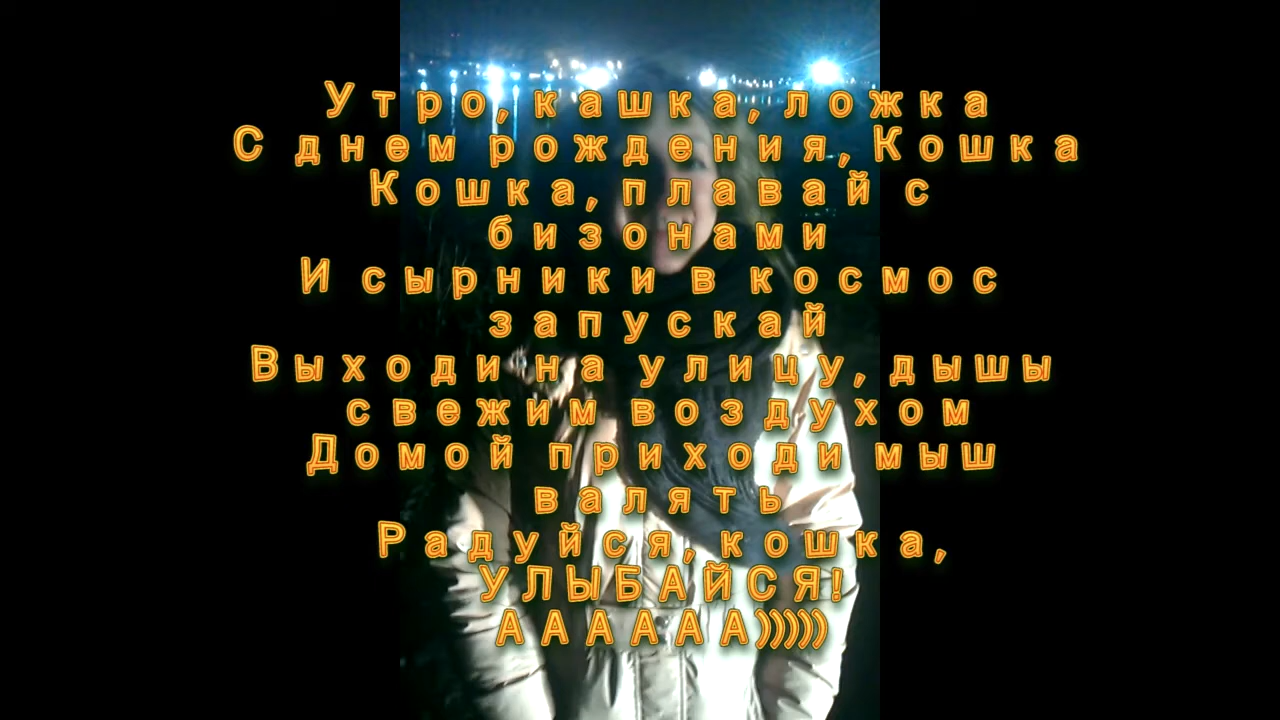 Утро, кашка, ложка
С днем рождения, Кошка
Кошка, плавай с
бизонами
И сырники в космос
запускай
Выходи на улицу, дышы
свежим воздухом
Домой приходи мыш
валять
Радуйся, кошка,
УЛЫБАЙСЯ!
АААААА)))))